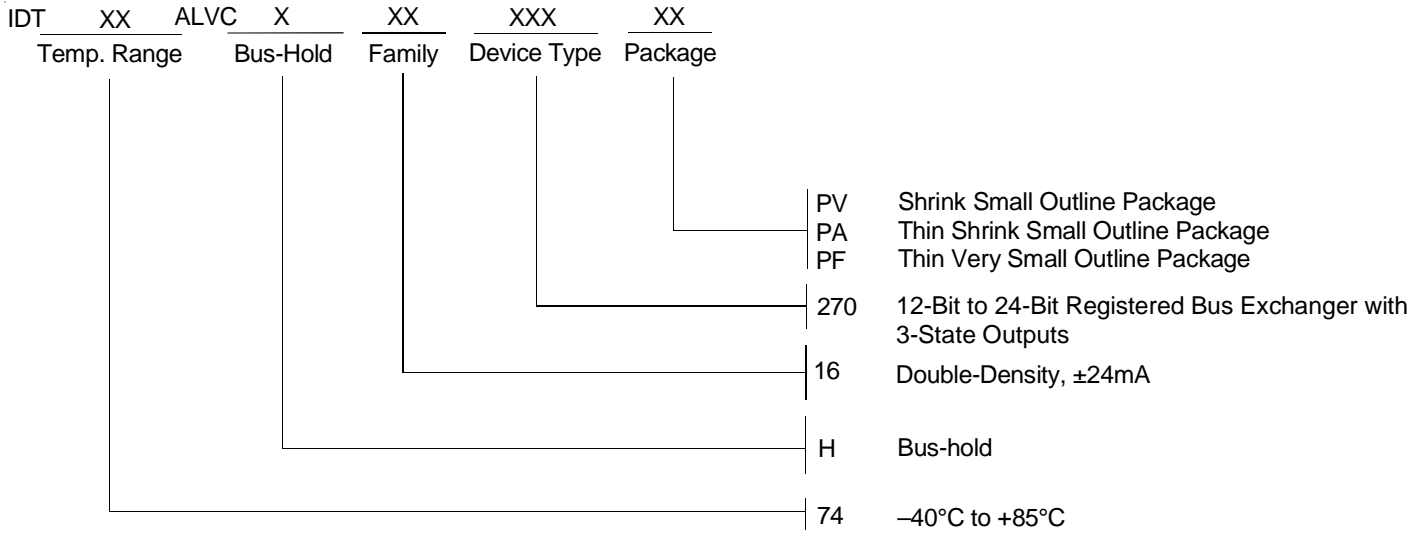 IDT XX ALVC X XX XXX XX
Temp. Range Bus-Hold Family Device Type Package
PV Shrink Small Outline Package
PA Thin Shrink Small Outline Package
PF Thin Very Small Outline Package
270 12-Bit to 24-Bit Registered Bus Exchanger with
3-State Outputs
16 Double-Density, ±24mA
H Bus-hold
74 –40°C to +85°C